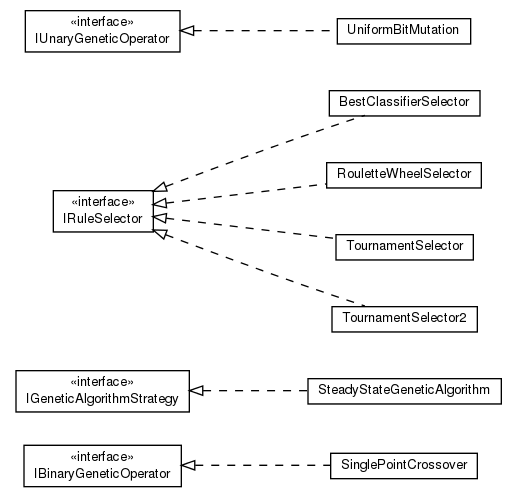 «interface»
IUnaryGeneticOperator
UniformBitMutation
BestClassifierSelector
RouletteWheelSelector
«interface»
IRuleSelector
TournamentSelector
TournamentSelector2
«interface»
IGeneticAlgorithmStrategy
SteadyStateGeneticAlgorithm
«interface»
IBinaryGeneticOperator
SinglePointCrossover